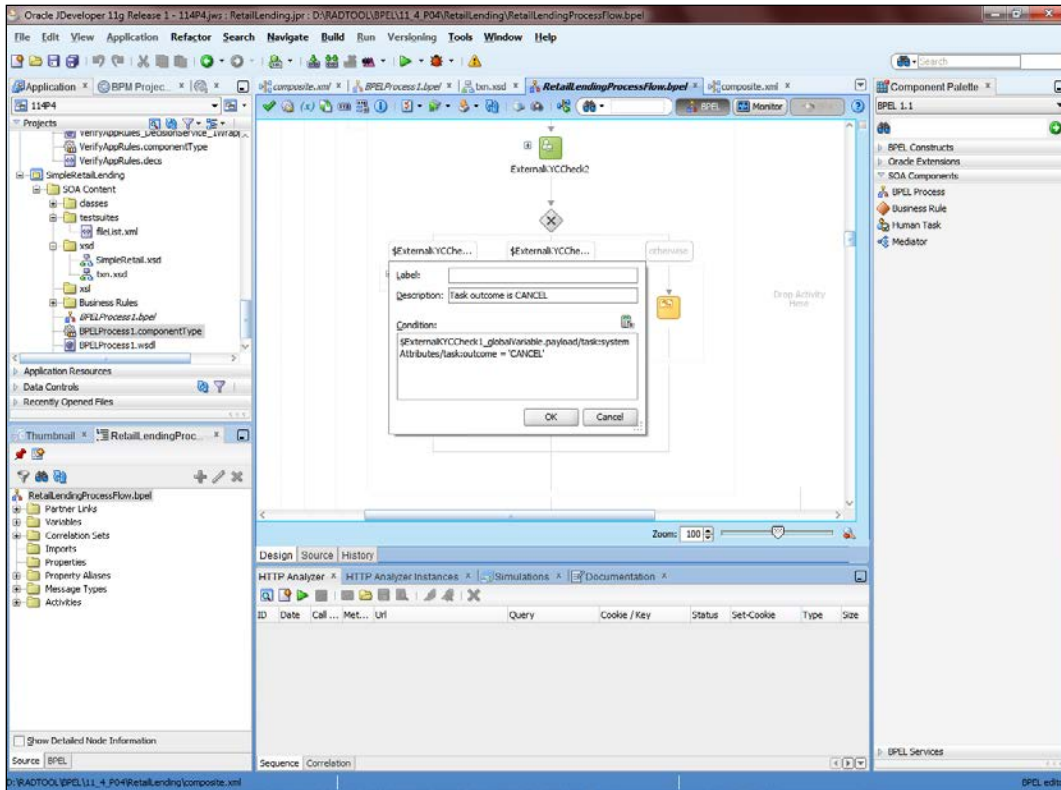 Oracle JDeveloper 11g Release 1 - 114P4.jws : RetailLending.jpr : D:\RADTOOL\BPEL\11_4_P04\RetailLending\RetailLendingProcessFlow.bpel
File Edit View Application Refactor Search Navigate Build Run Versioning Tools Window Help
Search
Application BPM Projec...
composite.xml BPELProcess1.bpel txn.xsd RetailLendingProcessFlow.bpel composite.xml
Component Palette
114P4
BPEL Monitor
BPEL 1.1
Projects
VerifyAppRules_DecisionService_1Wrap
VerifyAppRules.componentType
VerifyAppRules.decs
SimpleRetailLending
SOA Content
classes
testsuites
fileList.xml
xsd
SimpleRetail.xsd
txn.xsd
xsl
Business Rules
BPELProcess1.bpel
BPELProcess1.componentType
BPELProcess1.wsdl
Application Resources
Data Controls
Recently Opened Files
BPEL Constructs
Oracle Extensions
SOA Components
BPEL Process
Business Rule
Human Task
Mediator
ExternalKYCCheck2
$ExternalKYCChe... $ExternalKYCChe... otherwise
Drop Activity
Here
Label:
Description: Task outcome is CANCEL
Condition:
$ExternalKYCCheck1_globalVariable.payload/task:system
Attributes/task:outcome = 'CANCEL'
OK Cancel
Thumbnail RetailLendingProc...
RetailLendingProcessFlow.bpel
Partner Links
Variables
Correlation Sets
Imports
Properties
Property Aliases
Message Types
Activities
Zoom: 100
Design Source History
HTTP Analyzer HTTP Analyzer Instances Simulations Documentation
ID Date Call ... Met... Url Query Cookie / Key Status Set-Cookie Type Size
Show Detailed Node Information
Source BPEL
Sequence Correlation
BPEL Services
D:\RADTOOL\BPEL\11_4_P04\RetailLending\composite.xml
BPEL edit